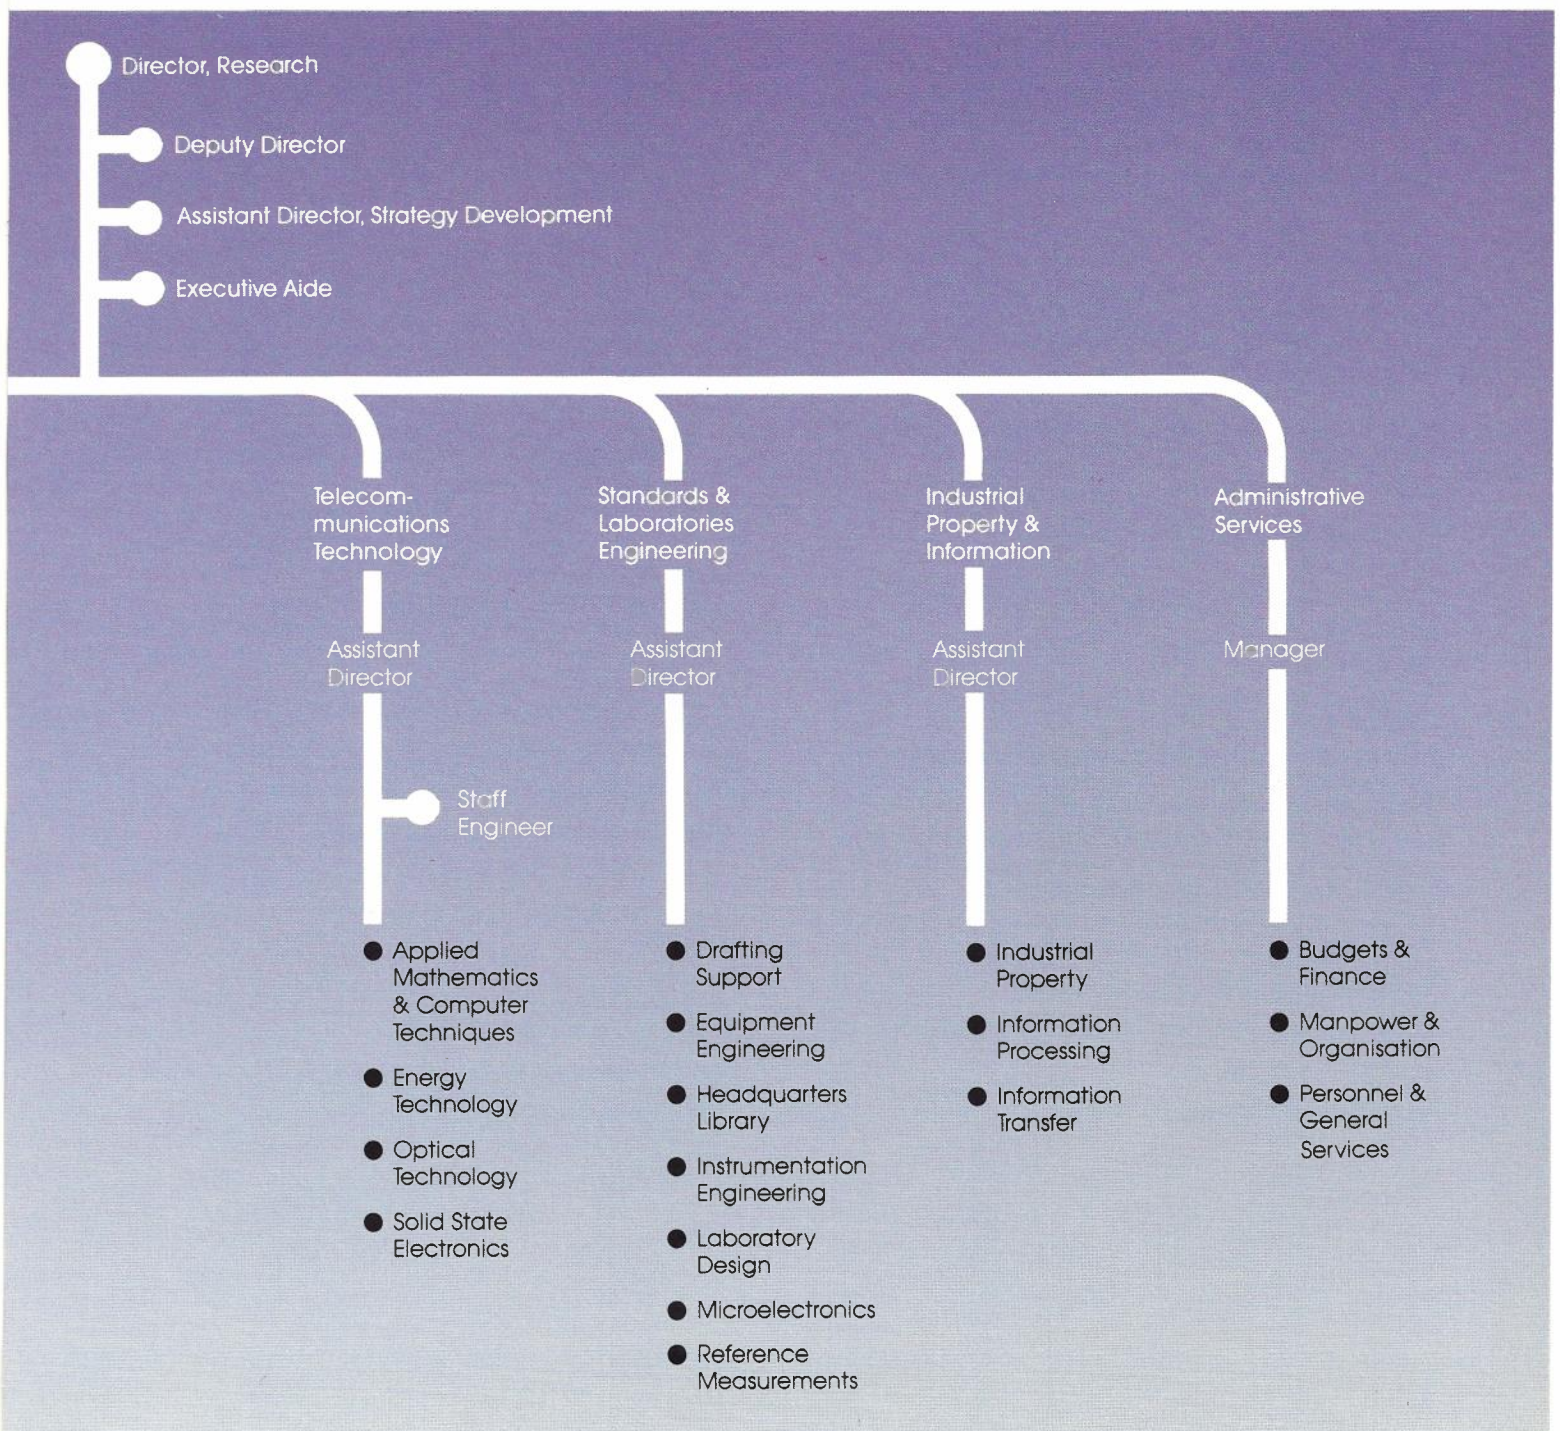 Director, Research
Deputy Director
Assistant Director, Strategy Development
Executive Aide
Telecom-
munications
Technology
Assistant
Director
Staff
Engineer
Applied
Mathematics
& Computer
Techniques
Energy
Technology
Optical
Technology
Solid State
Electronics
Standards &
Laboratories
Engineering
Assistant
Director
Drafting
Support
Equipment
Engineering
Headquarters
Library
Instrumentation
Engineering
Laboratory
Design
Microelectronics
Reference
Measurements
Industrial
Property &
Information
Assistant
Director
Industrial
Property
Information
Processing
Information
Transfer
Administrative
Services
Manager
Budgets &
Finance
Manpower &
Organisation
Personnel &
General
Services